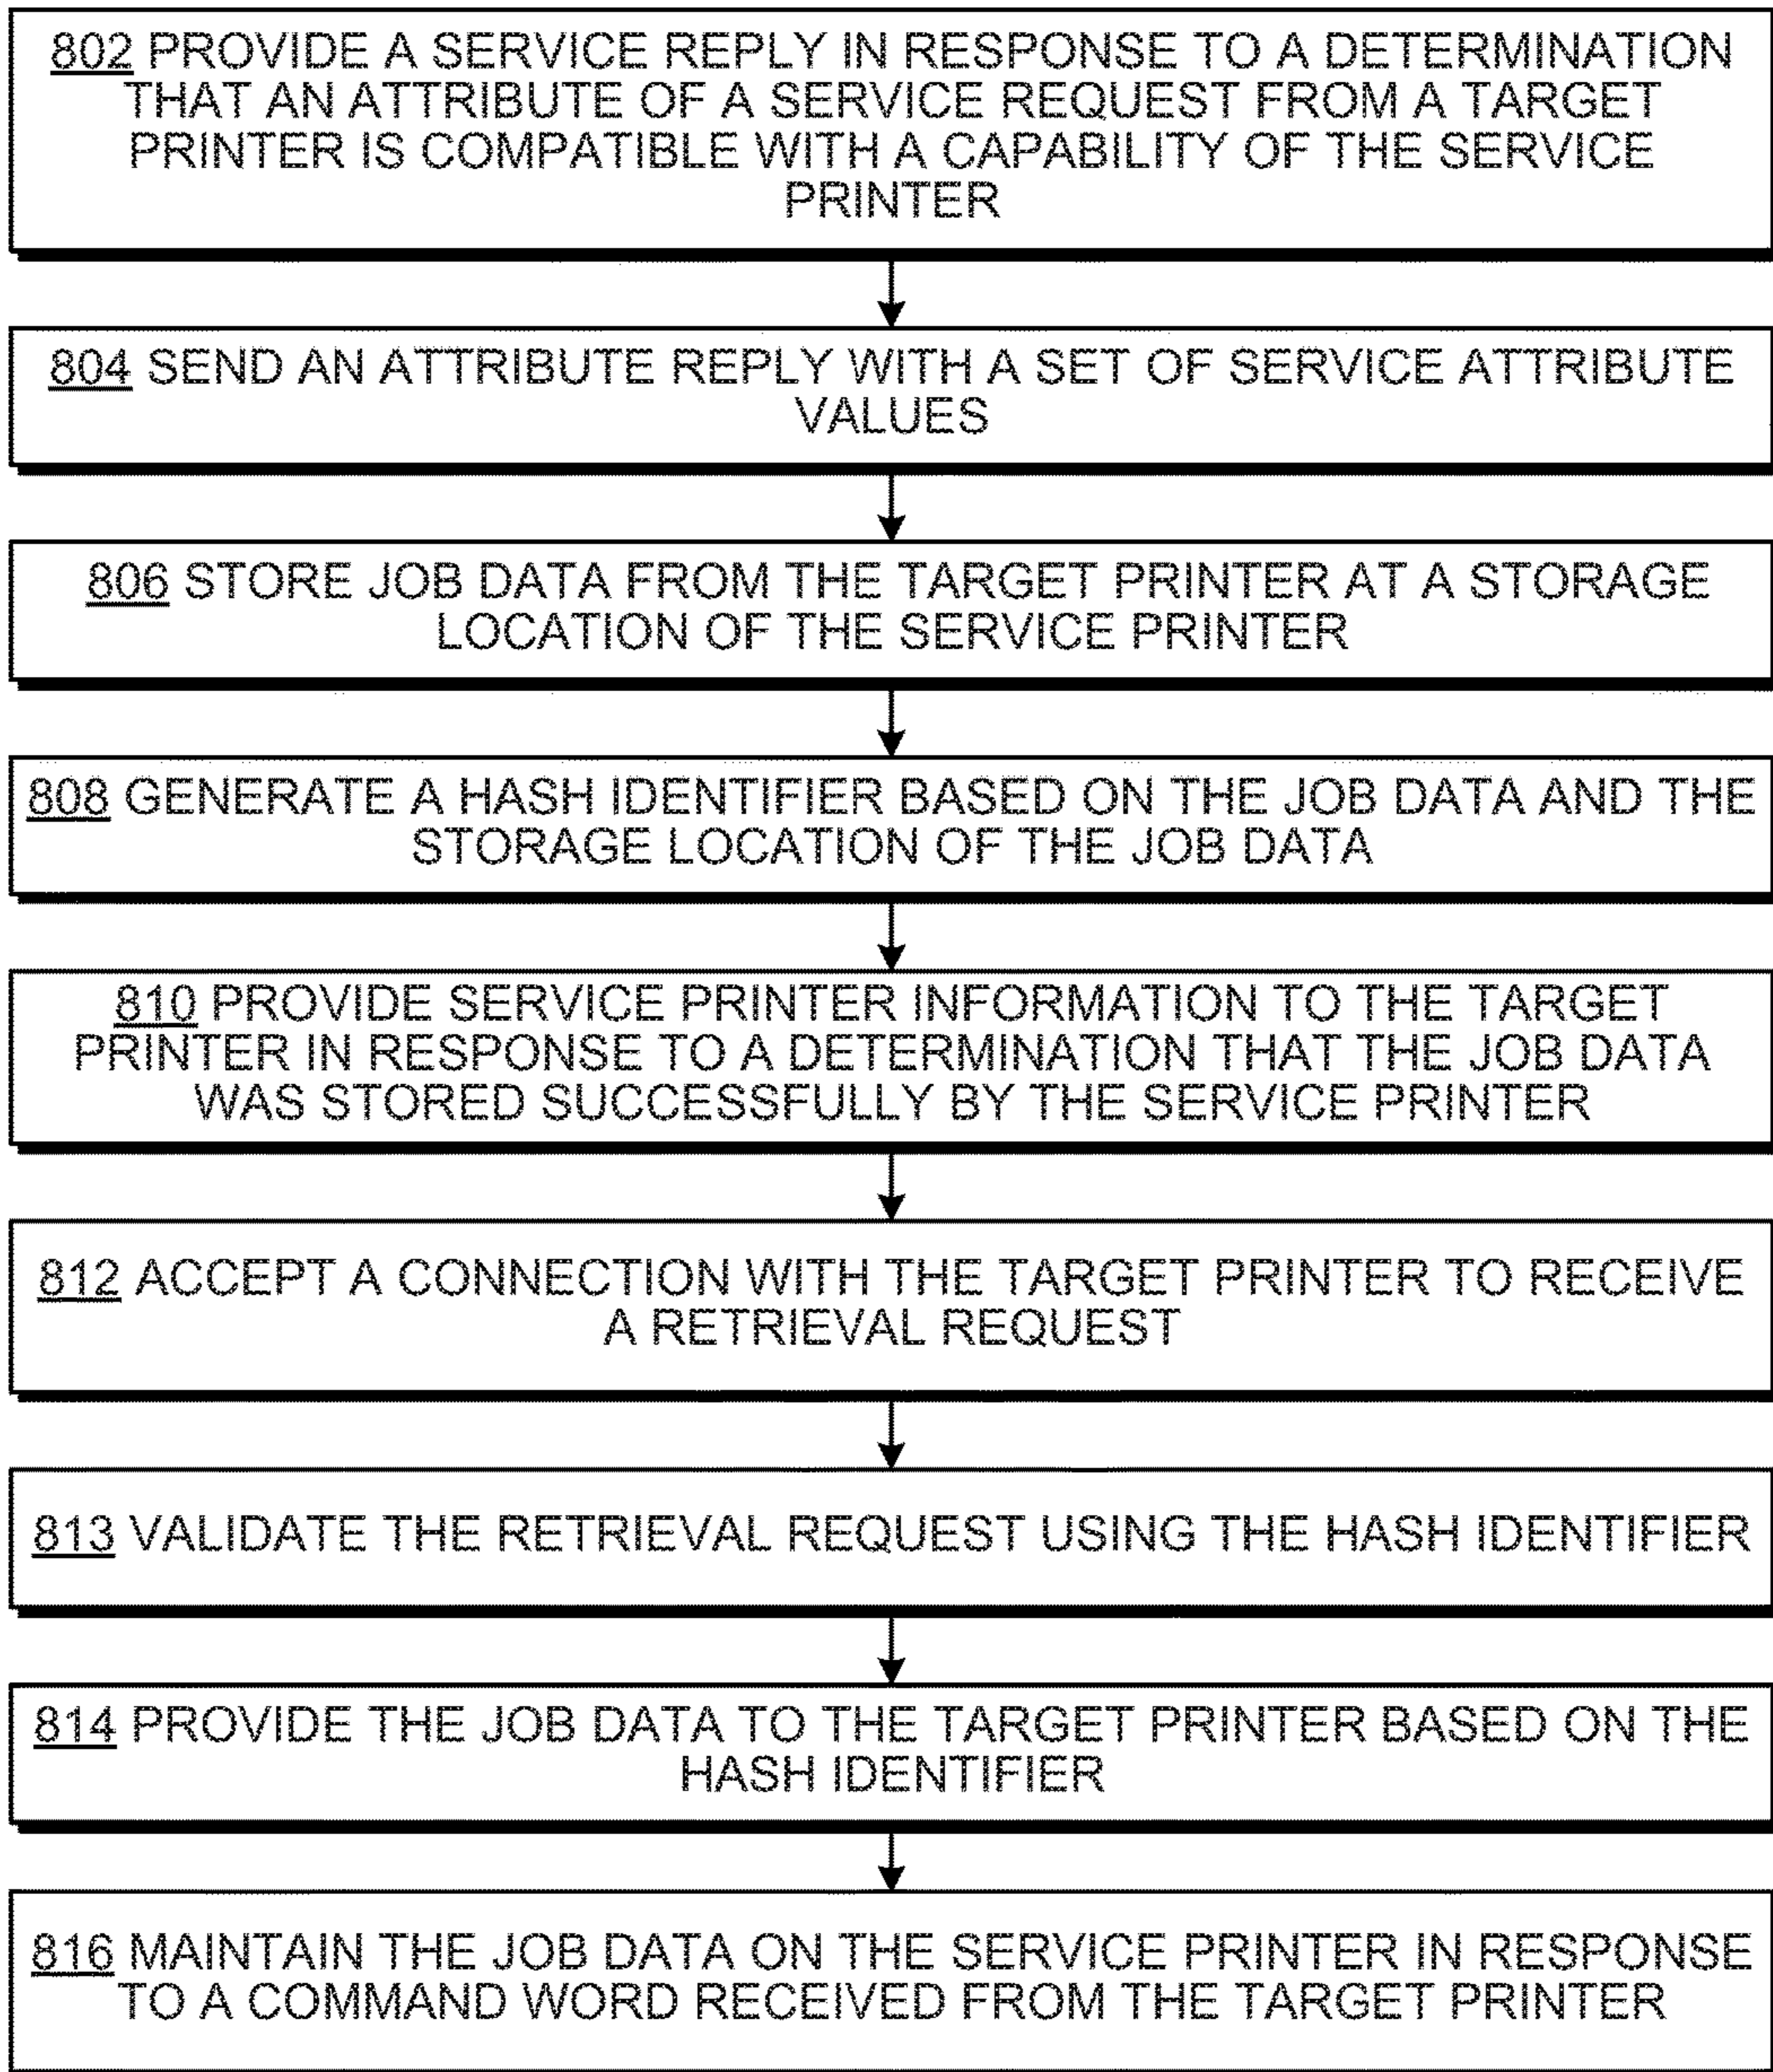 802 PROVIDE A SERVICE REPLY IN RESPONSE TO A DETERMINATION
THAT AN ATTRIBUTE OF A SERVICE REQUEST FROM A TARGET
PRINTER IS COMPATIBLE WITH A CAPABILITY OF THE SERVICE
PRINTER
804 SEND AN ATTRIBUTE REPLY WITH A SET OF SERVICE ATTRIBUTE
VALUES
806 STORE JOB DATA FROM THE TARGET PRINTER AT A STORAGE
LOCATION OF THE SERVICE PRINTER
808 GENERATE A HASH IDENTIFIER BASED ON THE JOB DATA AND THE
STORAGE LOCATION OF THE JOB DATA
810 PROVIDE SERVICE PRINTER INFORMATION TO THE TARGET
PRINTER IN RESPONSE TO A DETERMINATION THAT THE JOB DATA
WAS STORED SUCCESSFULLY BY THE SERVICE PRINTER
812 ACCEPT A CONNECTION WITH THE TARGET PRINTER TO RECEIVE
A RETRIEVAL REQUEST
813 VALIDATE THE RETRIEVAL REQUEST USING THE HASH IDENTIFIER
814 PROVIDE THE JOB DATA TO THE TARGET PRINTER BASED ON THE
HASH IDENTIFIER
816 MAINTAIN THE JOB DATA ON THE SERVICE PRINTER IN RESPONSE
TO A COMMAND WORD RECEIVED FROM THE TARGET PRINTER